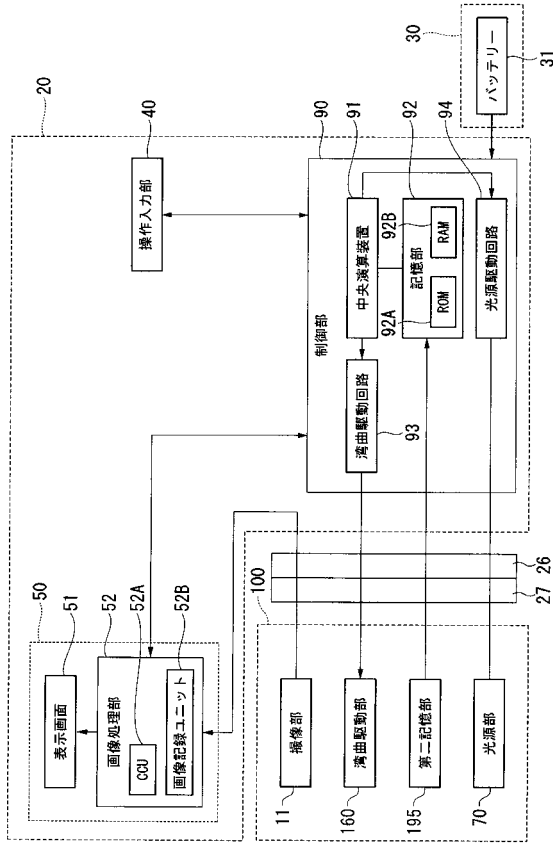 20
50
51
表示画面
52
52A
52B
画像処理部
CCU
画像記録ユニット
40
操作入力部
90
制御部
91
中央演算装置
92
92A
92B
記憶部
ROM
RAM
湾曲駆動回路
93
94
光源駆動回路
30
バッテリー
31
100
26
27
撮像部
11
湾曲駆動部
160
第二記憶部
195
光源部
70